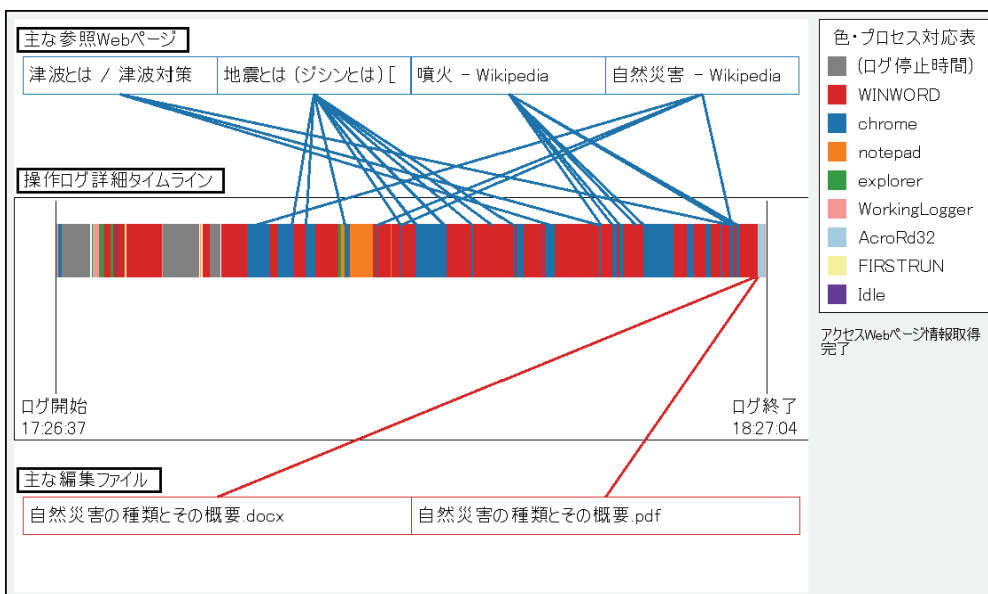 主な参照Webページ
津波とは / 津波対策
地震とは (ジシンとは) [
噴火 - Wikipedia
自然災害 - Wikipedia
操作ログ詳細タイムライン
ログ開始
17:26:37
ログ終了
18:27:04
主な編集ファイル
自然災害の種類とその概要.docx
自然災害の種類とその概要.pdf
色・プロセス対応表
(ログ停止時間)
WINWORD
chrome
notepad
explorer
WorkingLogger
AcroRd32
FIRSTRUN
Idle
アクセスWebページ情報取得
完了